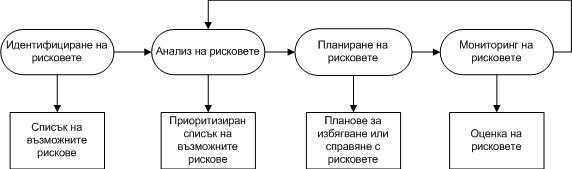 Идентифициране на
рисковете
Анализ на рисковете
Планиране на
рисковете
Мониторинг на
рисковете
Списък на
възможните
рискове
Приоритизиран
списък на
възможните
рискове
Планове за
избягване или
справяне с
рисковете
Оценка на
рисковете